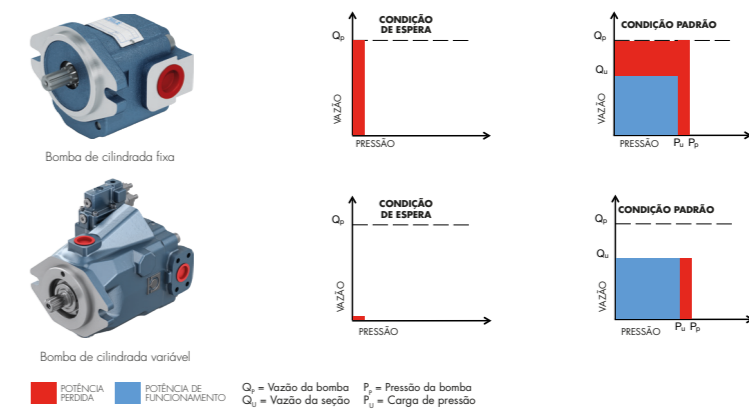 CONDIÇÃO
DE ESPERA
Qp
VAZÃO
PRESSÃO
CONDIÇÃO PADRÃO
Qp
Qu
VAZÃO
PRESSÃO Pu Pp
Bomba de cilindrada fixa
CONDIÇÃO
DE ESPERA
Qp
VAZÃO
PRESSÃO
CONDIÇÃO PADRÃO
Qp
Qu
VAZÃO
PRESSÃO Pu Pp
Bomba de cilindrada variável
POTÊNCIA
PERDIDA
POTÊNCIA DE
FUNCIONAMENTO
Qp = Vazão da bomba Pp = Pressão da bomba
QU = Vazão da seção PU = Carga de pressão